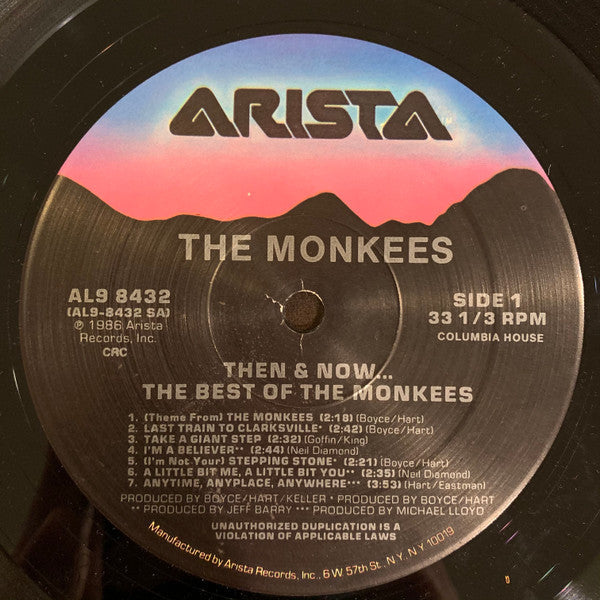 ARISTA
THE MONKEES
AL9 8432
(AL9-8432 SA)
℗ 1986 Arista
Records, Inc.
CRC
SIDE 1
33 1/3 RPM
COLUMBIA HOUSE
THEN & NOW...
THE BEST OF THE MONKEES
1. (Theme From) THE MONKEES (2:18) (Boyce/Hart)
2. LAST TRAIN TO CLARKSVILLE* (2:42) (Boyce/Hart)
3. TAKE A GIANT STEP (2:32) (Goffin/King)
4. I'M A BELIEVER** (2:44) (Neil Diamond)
5. (I'm Not Your) STEPPING STONE* (2:21) (Boyce/Hart)
6. A LITTLE BIT ME, A LITTLE BIT YOU** (2:35) (Neil Diamond)
7. ANYTIME, ANYPLACE, ANYWHERE*** (3:53) (Hart/Eastman)
PRODUCED BY BOYCE/HART/KELLER * PRODUCED BY BOYCE/HART
** PRODUCED BY JEFF BARRY *** PRODUCED BY MICHAEL LLOYD
UNAUTHORIZED DUPLICATION IS A
VIOLATION OF APPLICABLE LAWS
Manufactured by Arista Records, Inc., 6 W 57th St., N.Y., N.Y. 10019